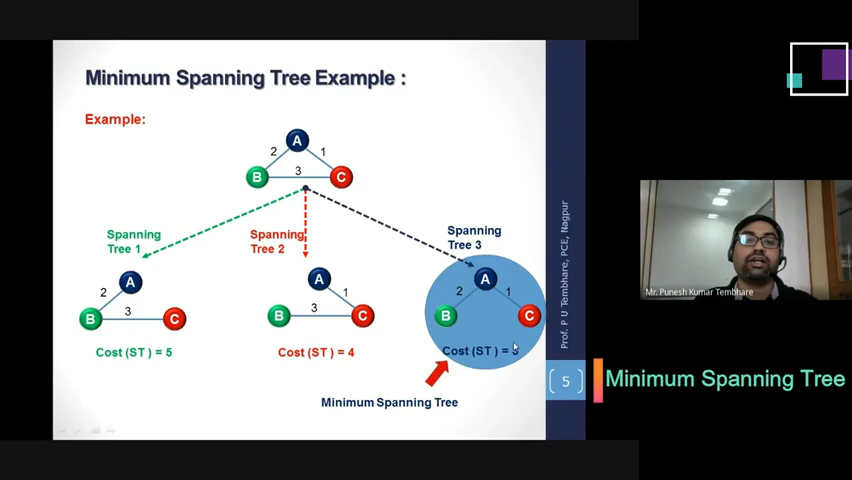 Minimum Spanning Tree Example :
Example:
A
2
1
B
3
C
Spanning
Tree 1
Spanning
Tree 2
Spanning
Tree 3
A
2
B
3
C
Cost (ST ) = 5
A
1
B
3
C
Cost (ST ) = 4
A
2
1
B
C
Cost (ST ) = 3
Minimum Spanning Tree
Prof. P U Tembhare, PCE, Nagpur
5
Mr. Punesh Kumar Tembhare
Minimum Spanning Tree